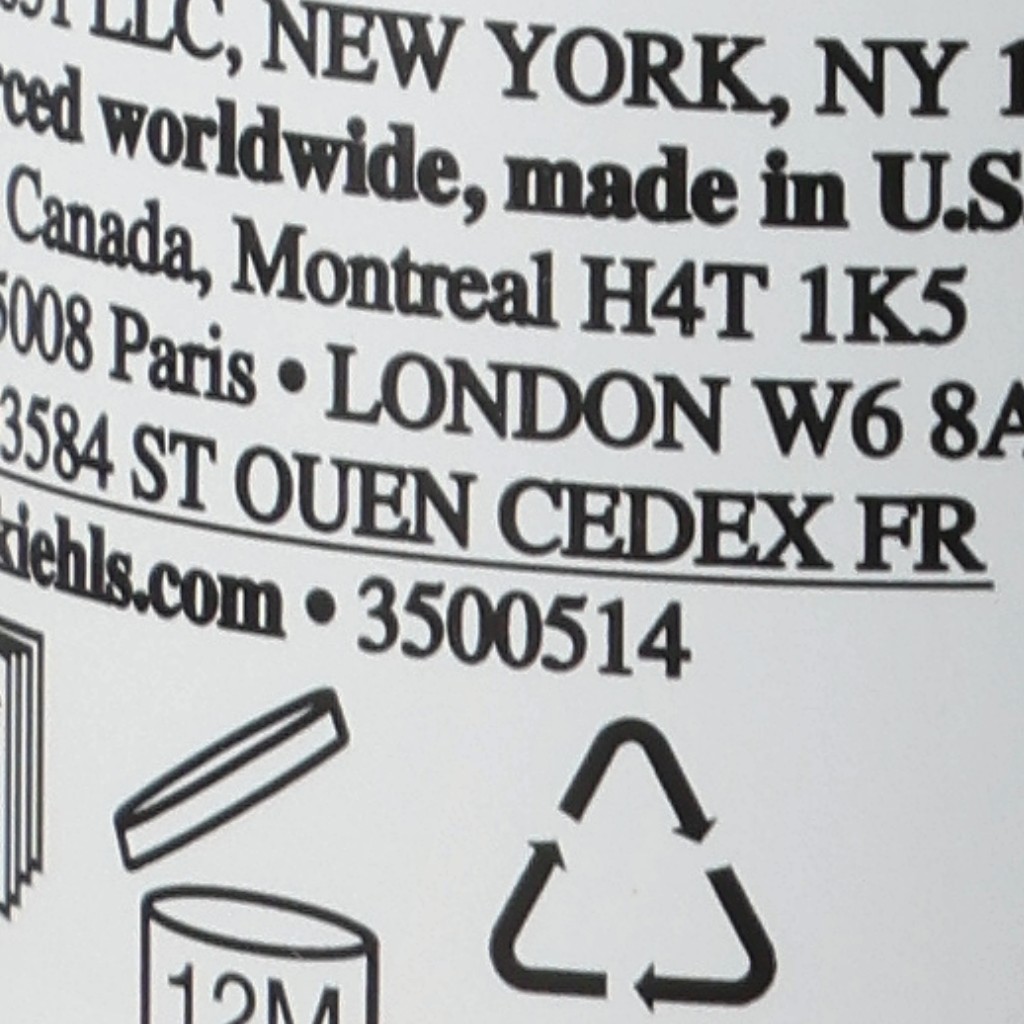 LLC, NEW YORK, NY
worldwide, made in U.S
Canada, Montreal H4T 1K5
Paris • LONDON W6 8A
3584 ST OUEN CEDEX FR
kiehls.com • 3500514
12M